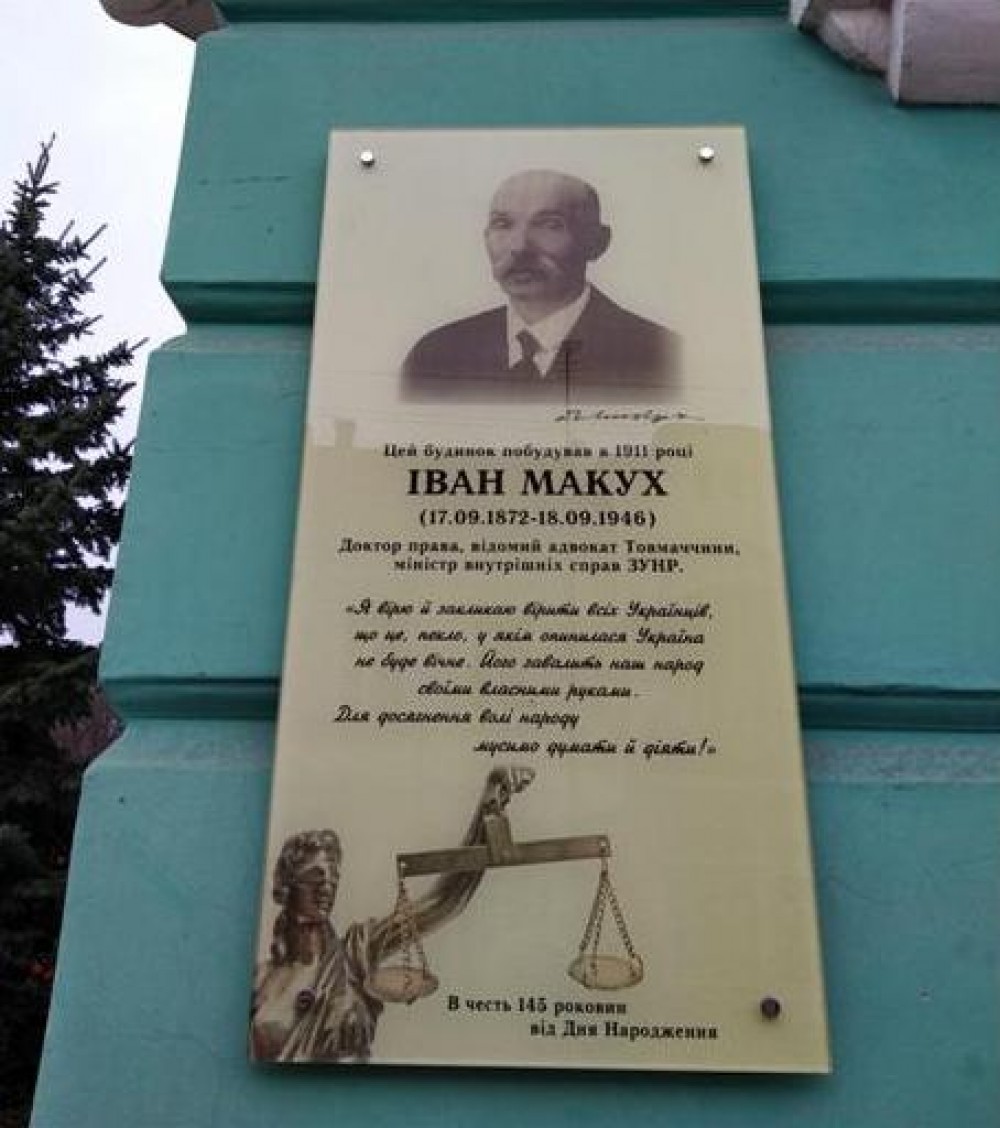 Цей будинок побудував в 1911 році
ІВАН МАКУХ
(17.09.1872-18.09.1946)
Доктор права, відомий адвокат Товмаччини,
міністр внутрішніх справ ЗУНР.
«Я вірю й закликаю вірити всіх Українців,
що це, пекло, у якім опинилася Україна
не буде вічне. Його завалить наш народ
своїми власними руками.
Для досягнення волі народу
мусимо думати й діяти!»
В честь 145 роковин
від Дня Народження